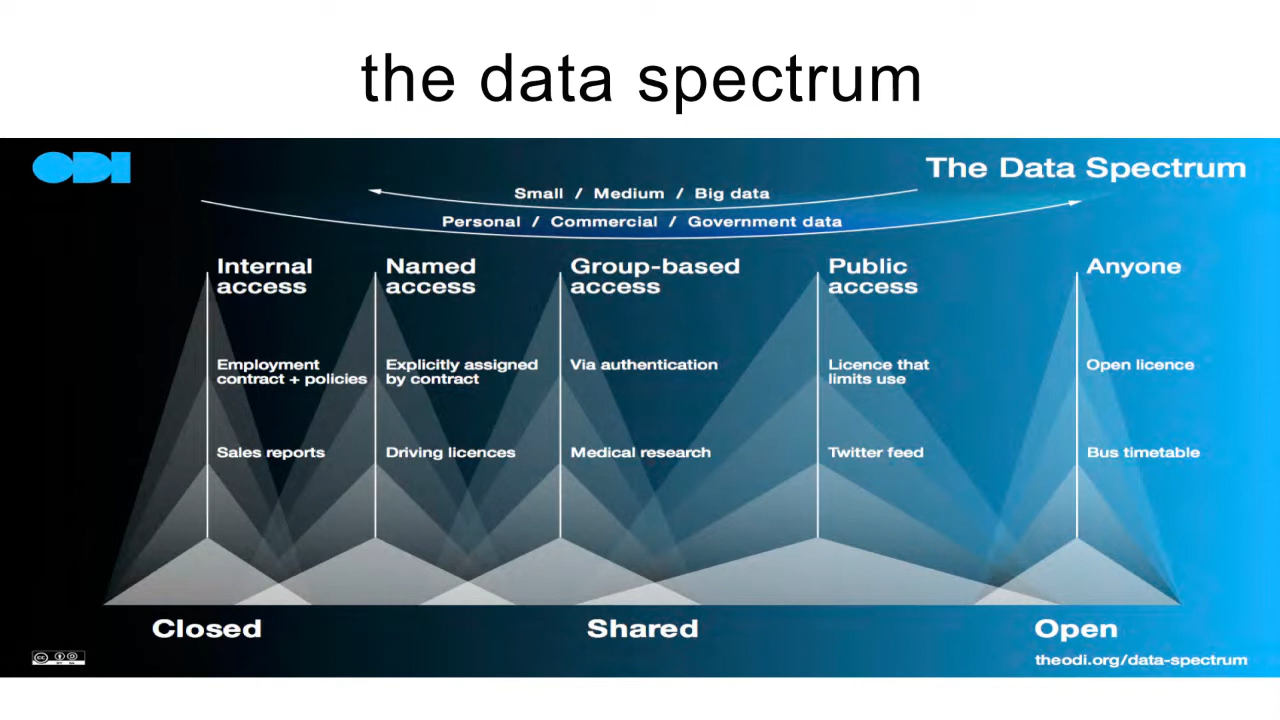 the data spectrum
ODI
The Data Spectrum
Small / Medium / Big data
Personal / Commercial / Government data
Internal
access
Employment
contract + policies
Sales reports
Named
access
Explicitly assigned
by contract
Driving licences
Group-based
access
Via authentication
Medical research
Public
access
Licence that
limits use
Twitter feed
Anyone
Open licence
Bus timetable
Closed
Shared
Open
theodi.org/data-spectrum